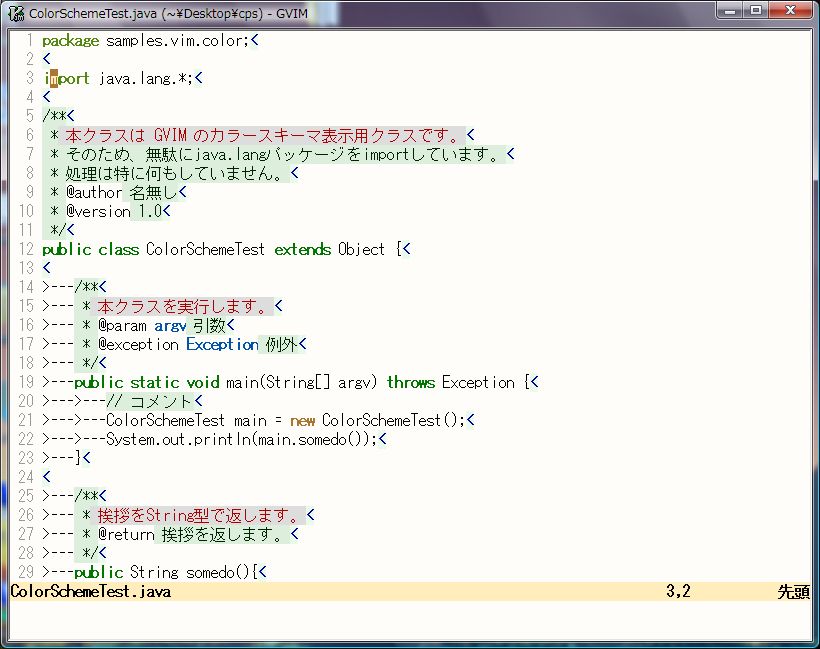 ColorSchemeTest.java (~¥Desktop¥cps) - GVIM
1 package samples.vim.color;<
2 <
3 import java.lang.*;<
4 <
5 /**<
6  * 本クラスは GVIM のカラースキーマ表示用クラスです。<
7  * そのため、無駄にjava.langパッケージをimportしています。<
8  * 処理は特に何もしていません。<
9  * @author 名無し<
10  * @version 1.0<
11  */<
12 public class ColorSchemeTest extends Object {<
13 <
14 >---/**<
15 >--- * 本クラスを実行します。<
16 >--- * @param argv 引数<
17 >--- * @exception Exception 例外<
18 >--- */<
19 >---public static void main(String[] argv) throws Exception {<
20 >--->---// コメント<
21 >--->---ColorSchemeTest main = new ColorSchemeTest();<
22 >--->---System.out.println(main.somedo());<
23 >---}<
24 <
25 >---/**<
26 >--- * 挨拶をString型で返します。<
27 >--- * @return 挨拶を返します。<
28 >--- */<
29 >---public String somedo(){<
ColorSchemeTest.java 3,2 先頭